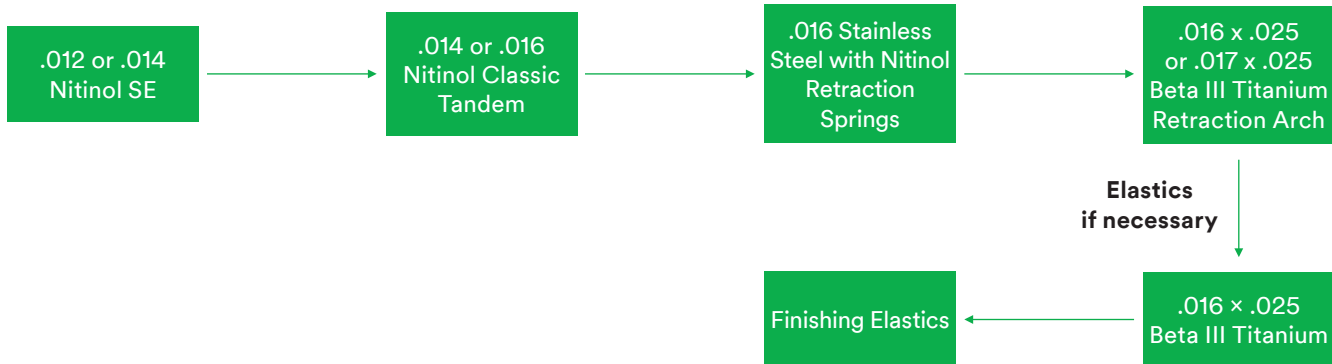 .012 or .014
Nitinol SE
.014 or .016
Nitinol Classic
Tandem
.016 Stainless
Steel with Nitinol
Retraction
Springs
.016 x .025
or .017 x .025
Beta III Titanium
Retraction Arch
Elastics
if necessary
.016 × .025
Beta III Titanium
Finishing Elastics